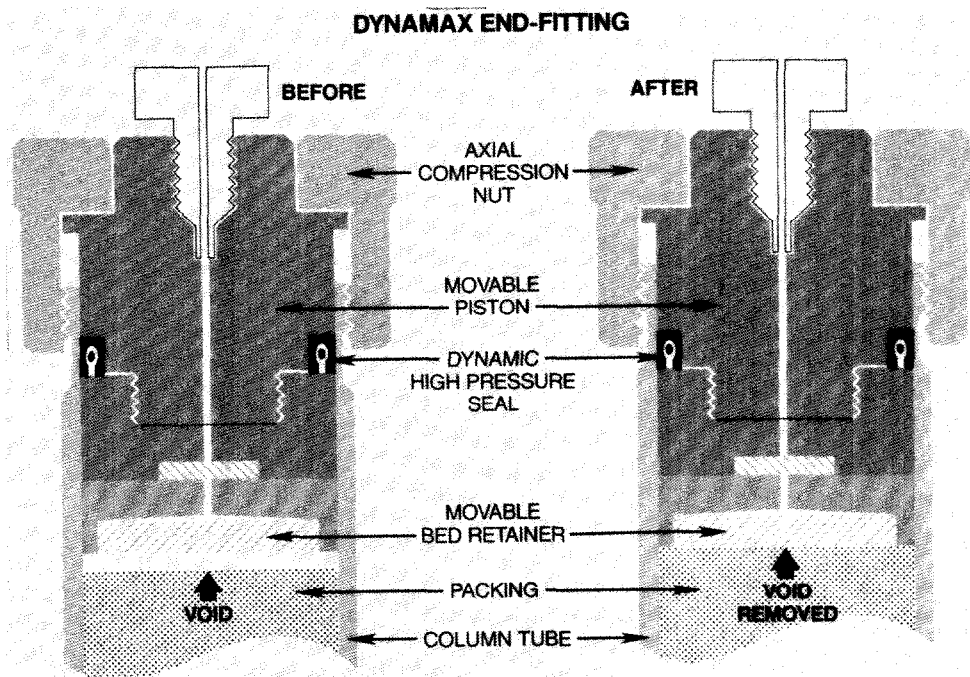 DYNAMAX END-FITTING
BEFORE
AFTER
AXIAL
COMPRESSION
NUT
MOVABLE
PISTON
DYNAMIC
HIGH PRESSURE
SEAL
MOVABLE
BED RETAINER
PACKING
VOID
VOID
REMOVED
COLUMN TUBE